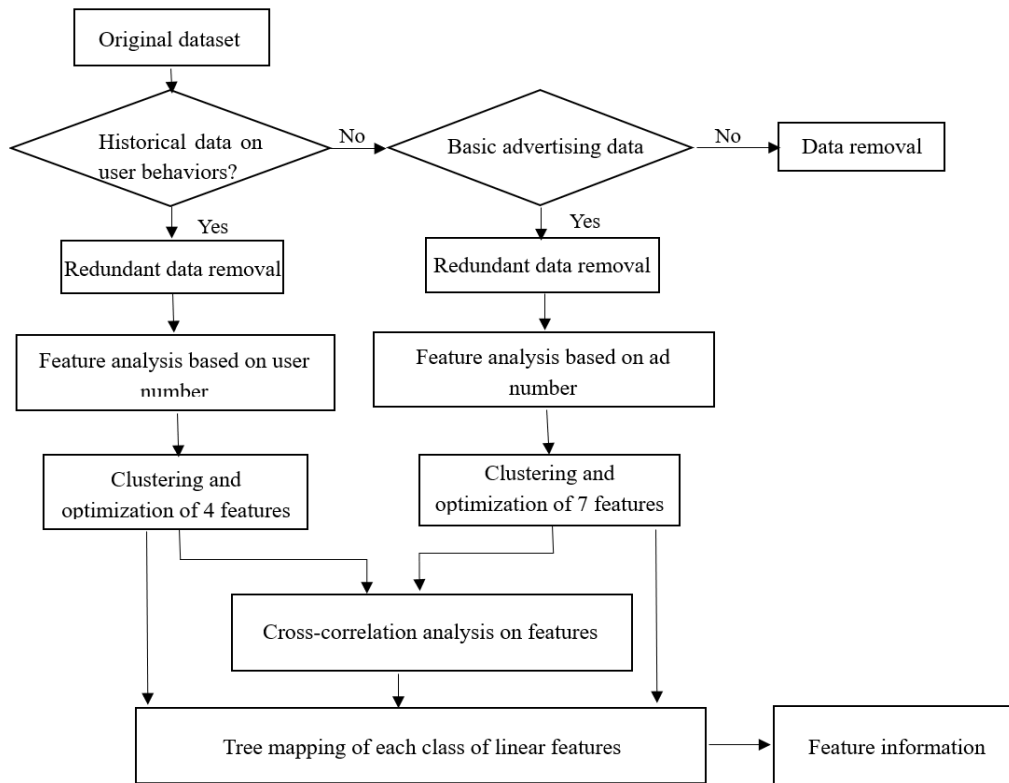 Original dataset
Historical data on
user behaviors?
No
Basic advertising data
No
Data removal
Yes
Yes
Redundant data removal
Redundant data removal
Feature analysis based on user
number
Feature analysis based on ad
number
Clustering and
optimization of 4 features
Clustering and
optimization of 7 features
Cross-correlation analysis on features
Tree mapping of each class of linear features
Feature information